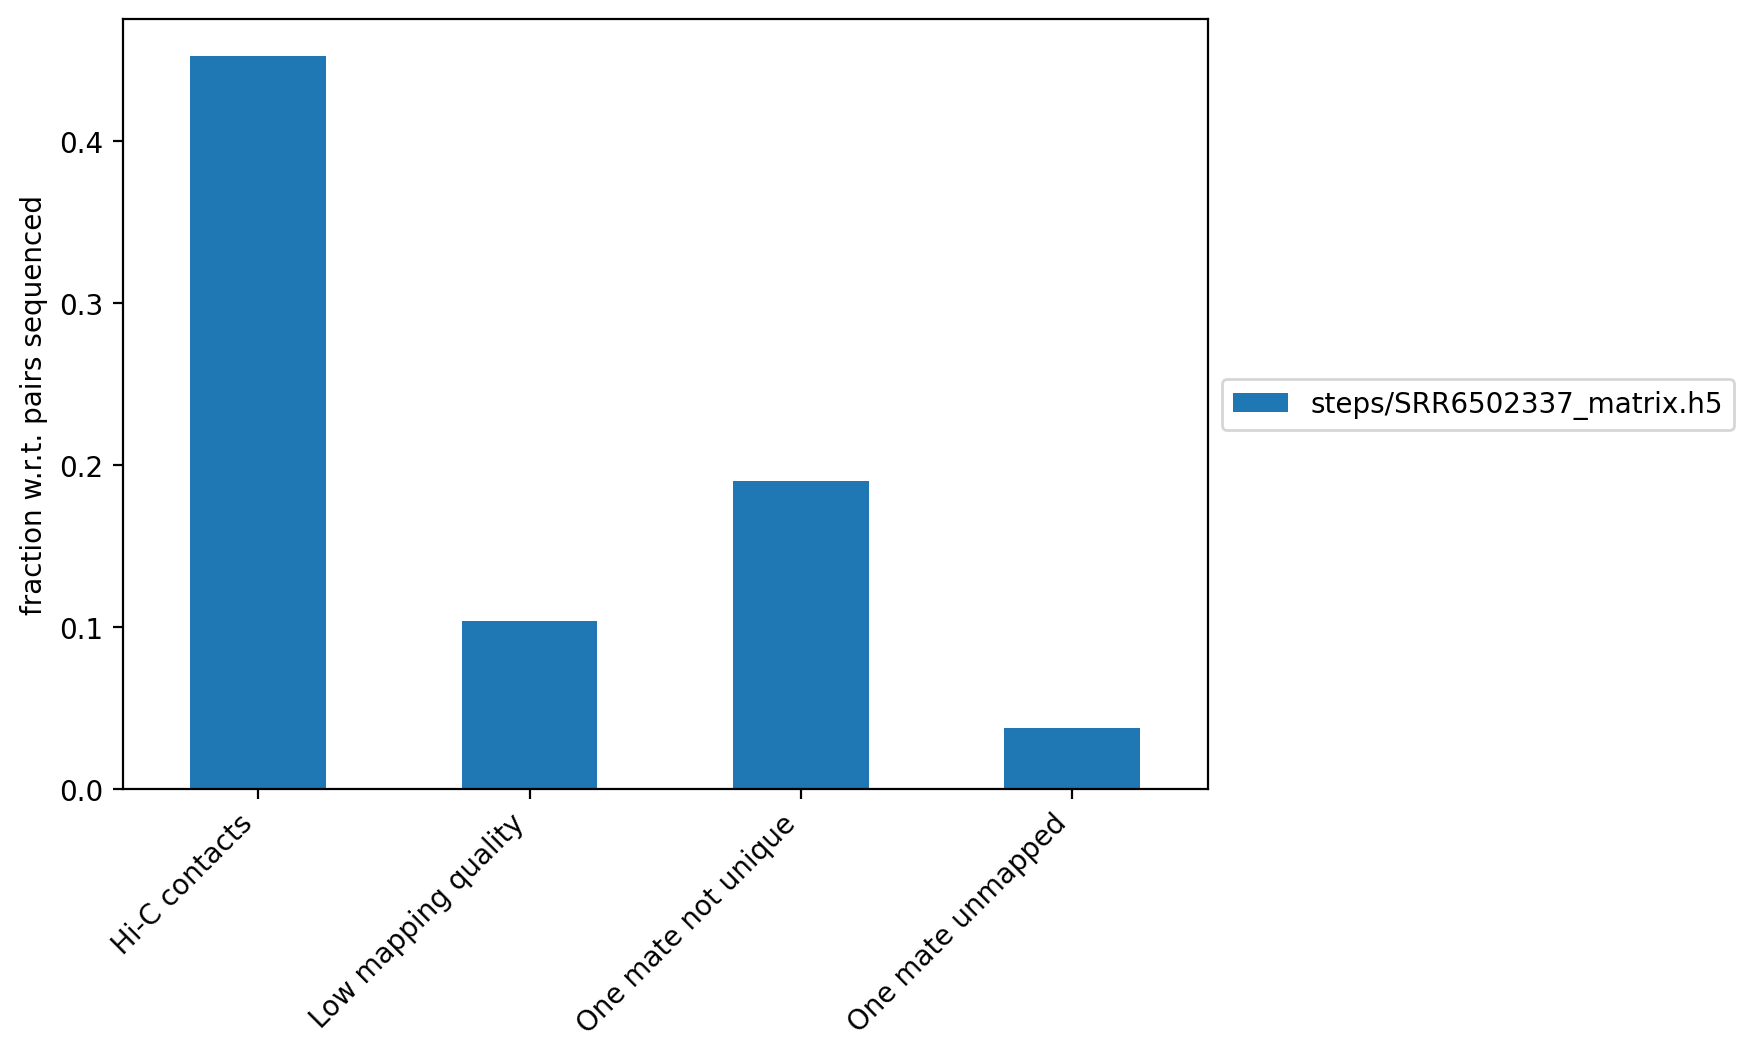 fraction w.r.t. pairs sequenced
0.4
0.3
0.2
0.1
0.0
Hi-C contacts
Low mapping quality
One mate not unique
One mate unmapped
steps/SRR6502337_matrix.h5